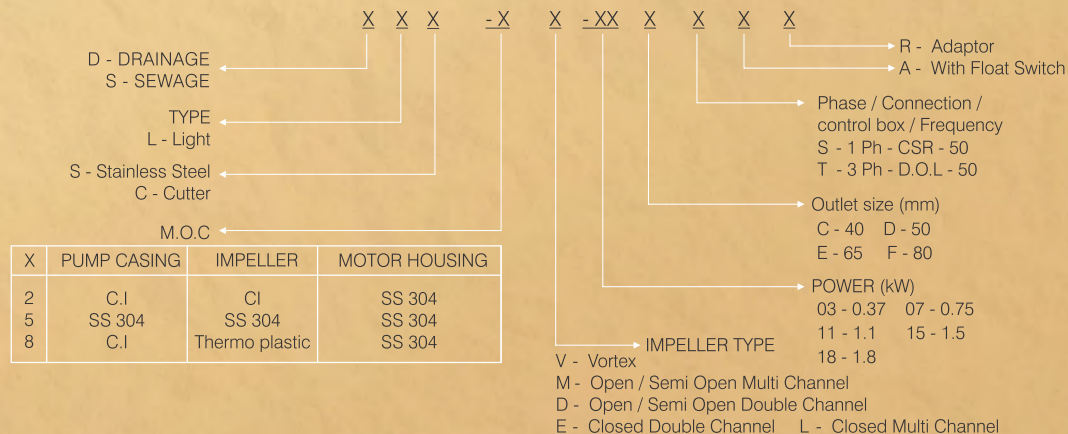 X X X -X X -XX X X X X
D - DRAINAGE
S - SEWAGE
TYPE
L - Light
S - Stainless Steel
C - Cutter
M.O.C
X PUMP CASING IMPELLER MOTOR HOUSING
2 C.I CI SS 304
5 SS 304 SS 304 SS 304
8 C.I Thermo plastic SS 304
R - Adaptor
A - With Float Switch
Phase / Connection /
control box / Frequency
S - 1 Ph - CSR - 50
T - 3 Ph - D.O.L - 50
Outlet size (mm)
C - 40 D - 50
E - 65 F - 80
POWER (kW)
03 - 0.37 07 - 0.75
11 - 1.1 15 - 1.5
18 - 1.8
IMPELLER TYPE
V - Vortex
M - Open / Semi Open Multi Channel
D - Open / Semi Open Double Channel
E - Closed Double Channel L - Closed Multi Channel